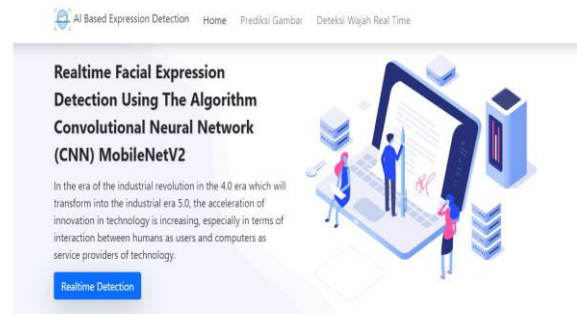 AI Based Expression Detection Home Prediksi Gambar Deteksi Wajah Real Time
Realtime Facial Expression
Detection Using The Algorithm
Convolutional Neural Network
(CNN) MobileNetV2
In the era of the industrial revolution in the 4.0 era which will
transform into the industrial era 5.0, the acceleration of
innovation in technology is increasing, especially in terms of
interaction between humans as users and computers as
service providers of technology.
Realtime Detection